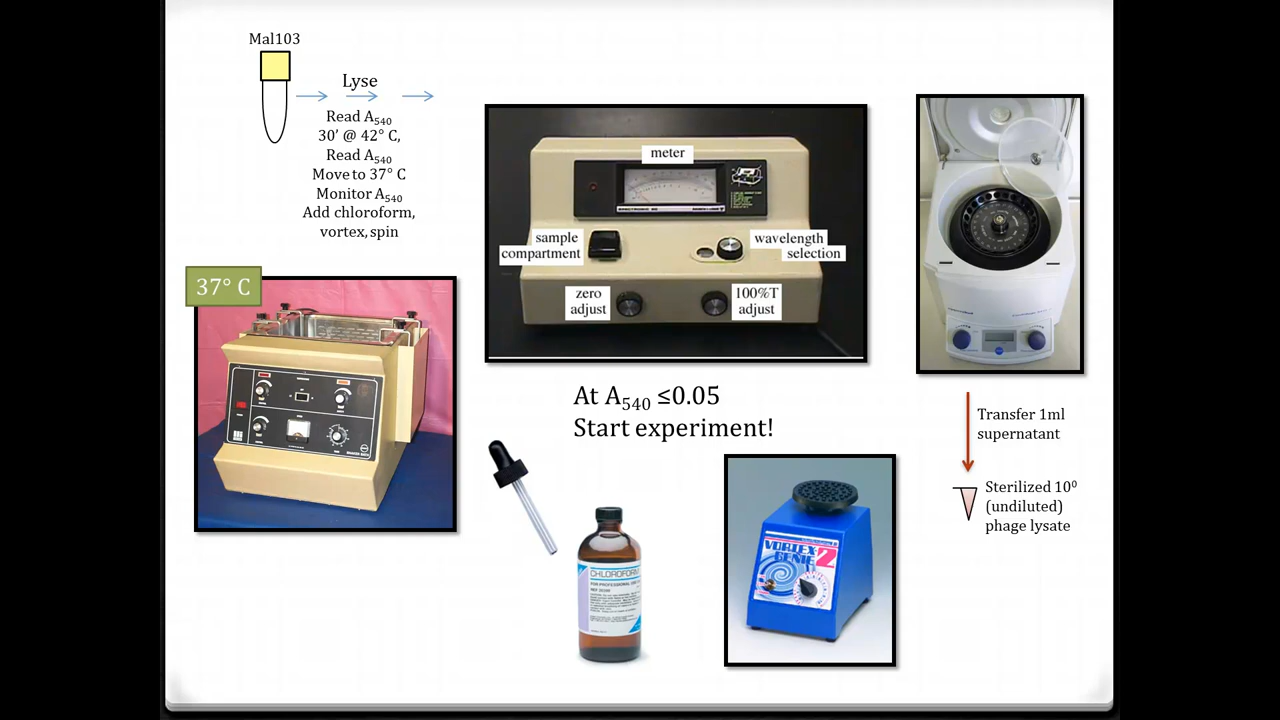 Mal103
Lyse
Read A₅₄₀
30' @ 42° C,
Read A₅₄₀
Move to 37° C
Monitor A₅₄₀
Add chloroform,
vortex, spin
37° C
meter
sample
compartment
wavelength
selection
zero
adjust
100%T
adjust
At A₅₄₀ ≤0.05
Start experiment!
Transfer 1ml
supernatant
Sterilized 10⁰
(undiluted)
phage lysate
CHLOROFORM
VORTEX
GENIE 2